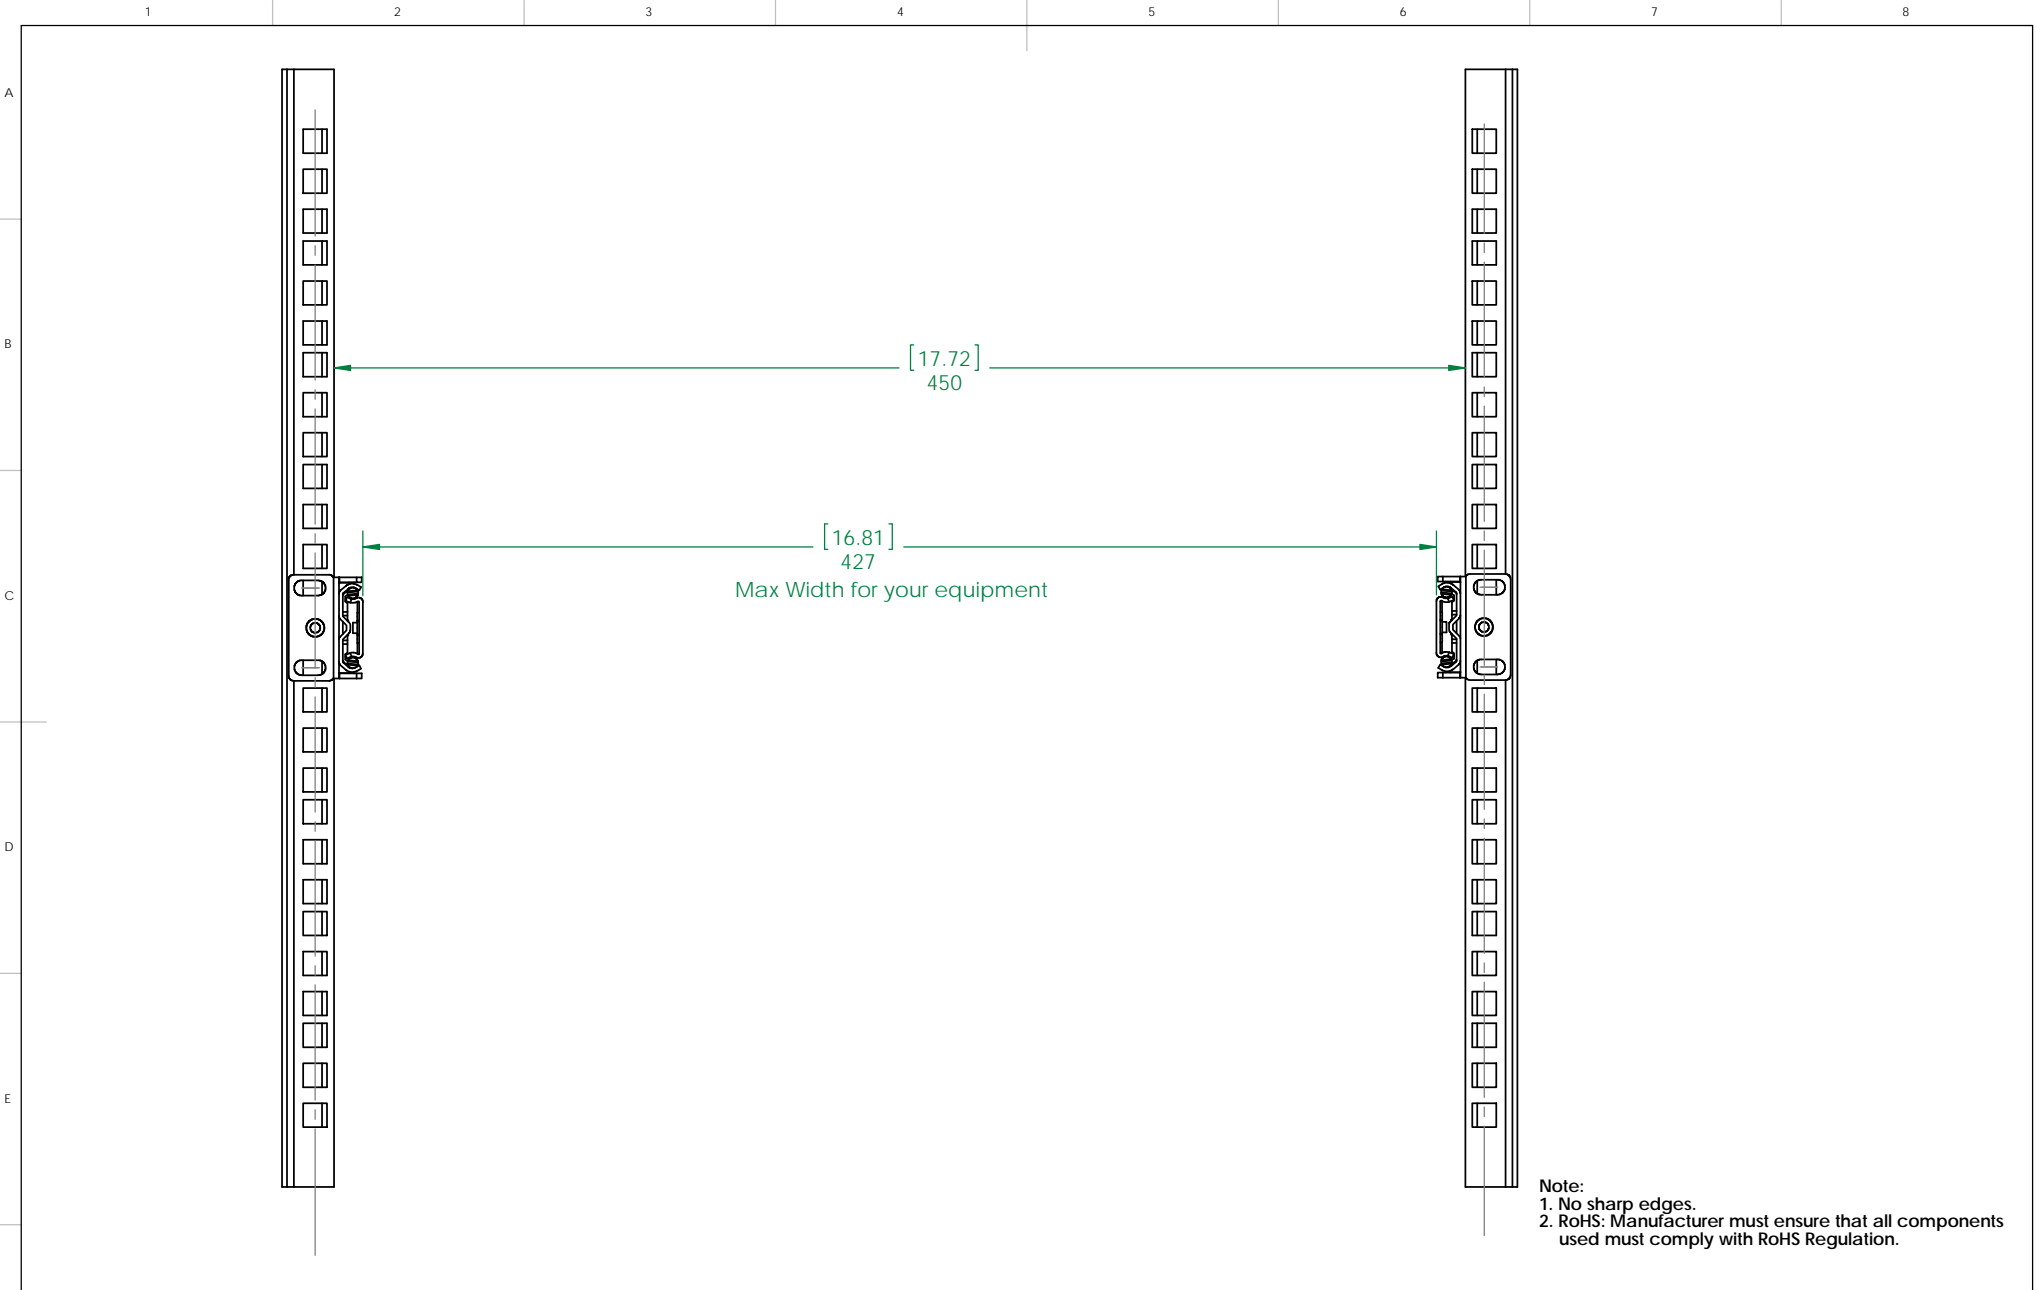 1 2 3 4 5 6 7 8
A
B
[17.72]
450
[16.81]
427
Max Width for your equipment
C
D
E
Note:
1. No sharp edges.
2. RoHS: Manufacturer must ensure that all components
used must comply with RoHS Regulation.